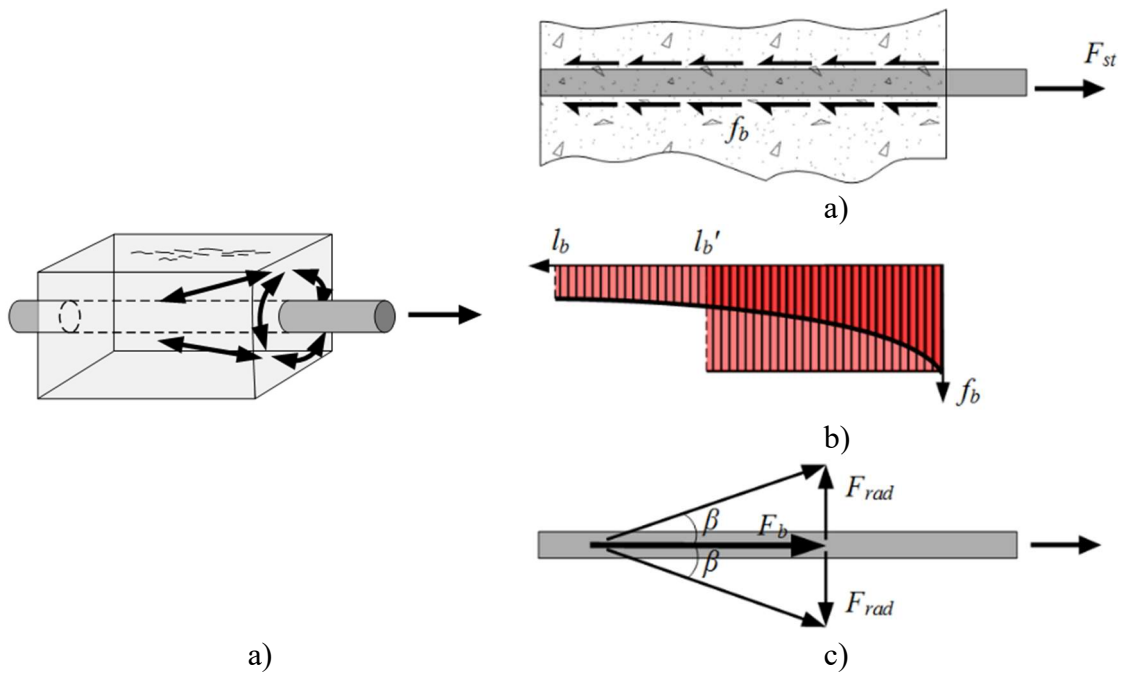 F_st
f_b
a)
l_b l_b'
f_b
b)
F_rad
β
F_b
β
F_rad
a) c)